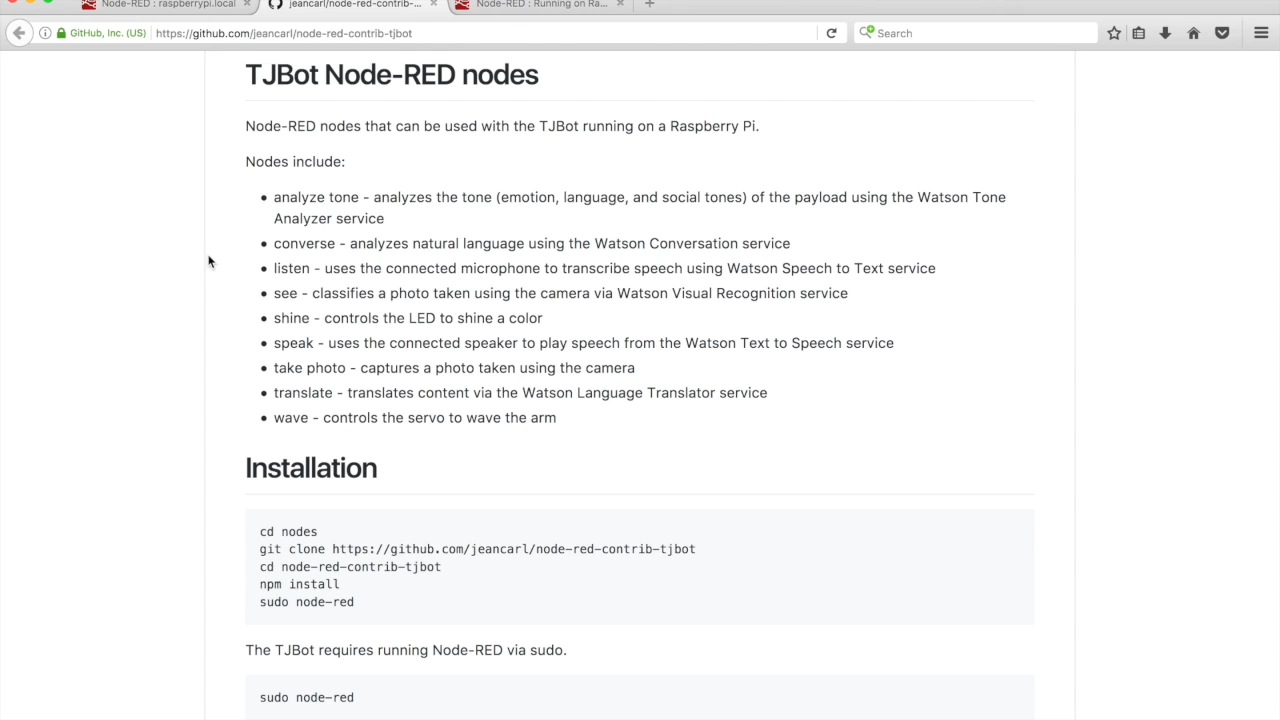 Node-RED : raspberrypi.local
jeancarl/node-red-contrib-...
Node-RED : Running on Ra...
GitHub, Inc. (US)
https://github.com/jeancarl/node-red-contrib-tjbot
Search
TJBot Node-RED nodes
Node-RED nodes that can be used with the TJBot running on a Raspberry Pi.
Nodes include:
• analyze tone - analyzes the tone (emotion, language, and social tones) of the payload using the Watson Tone
Analyzer service
• converse - analyzes natural language using the Watson Conversation service
• listen - uses the connected microphone to transcribe speech using Watson Speech to Text service
• see - classifies a photo taken using the camera via Watson Visual Recognition service
• shine - controls the LED to shine a color
• speak - uses the connected speaker to play speech from the Watson Text to Speech service
• take photo - captures a photo taken using the camera
• translate - translates content via the Watson Language Translator service
• wave - controls the servo to wave the arm
Installation
cd nodes
git clone https://github.com/jeancarl/node-red-contrib-tjbot
cd node-red-contrib-tjbot
npm install
sudo node-red
The TJBot requires running Node-RED via sudo.
sudo node-red